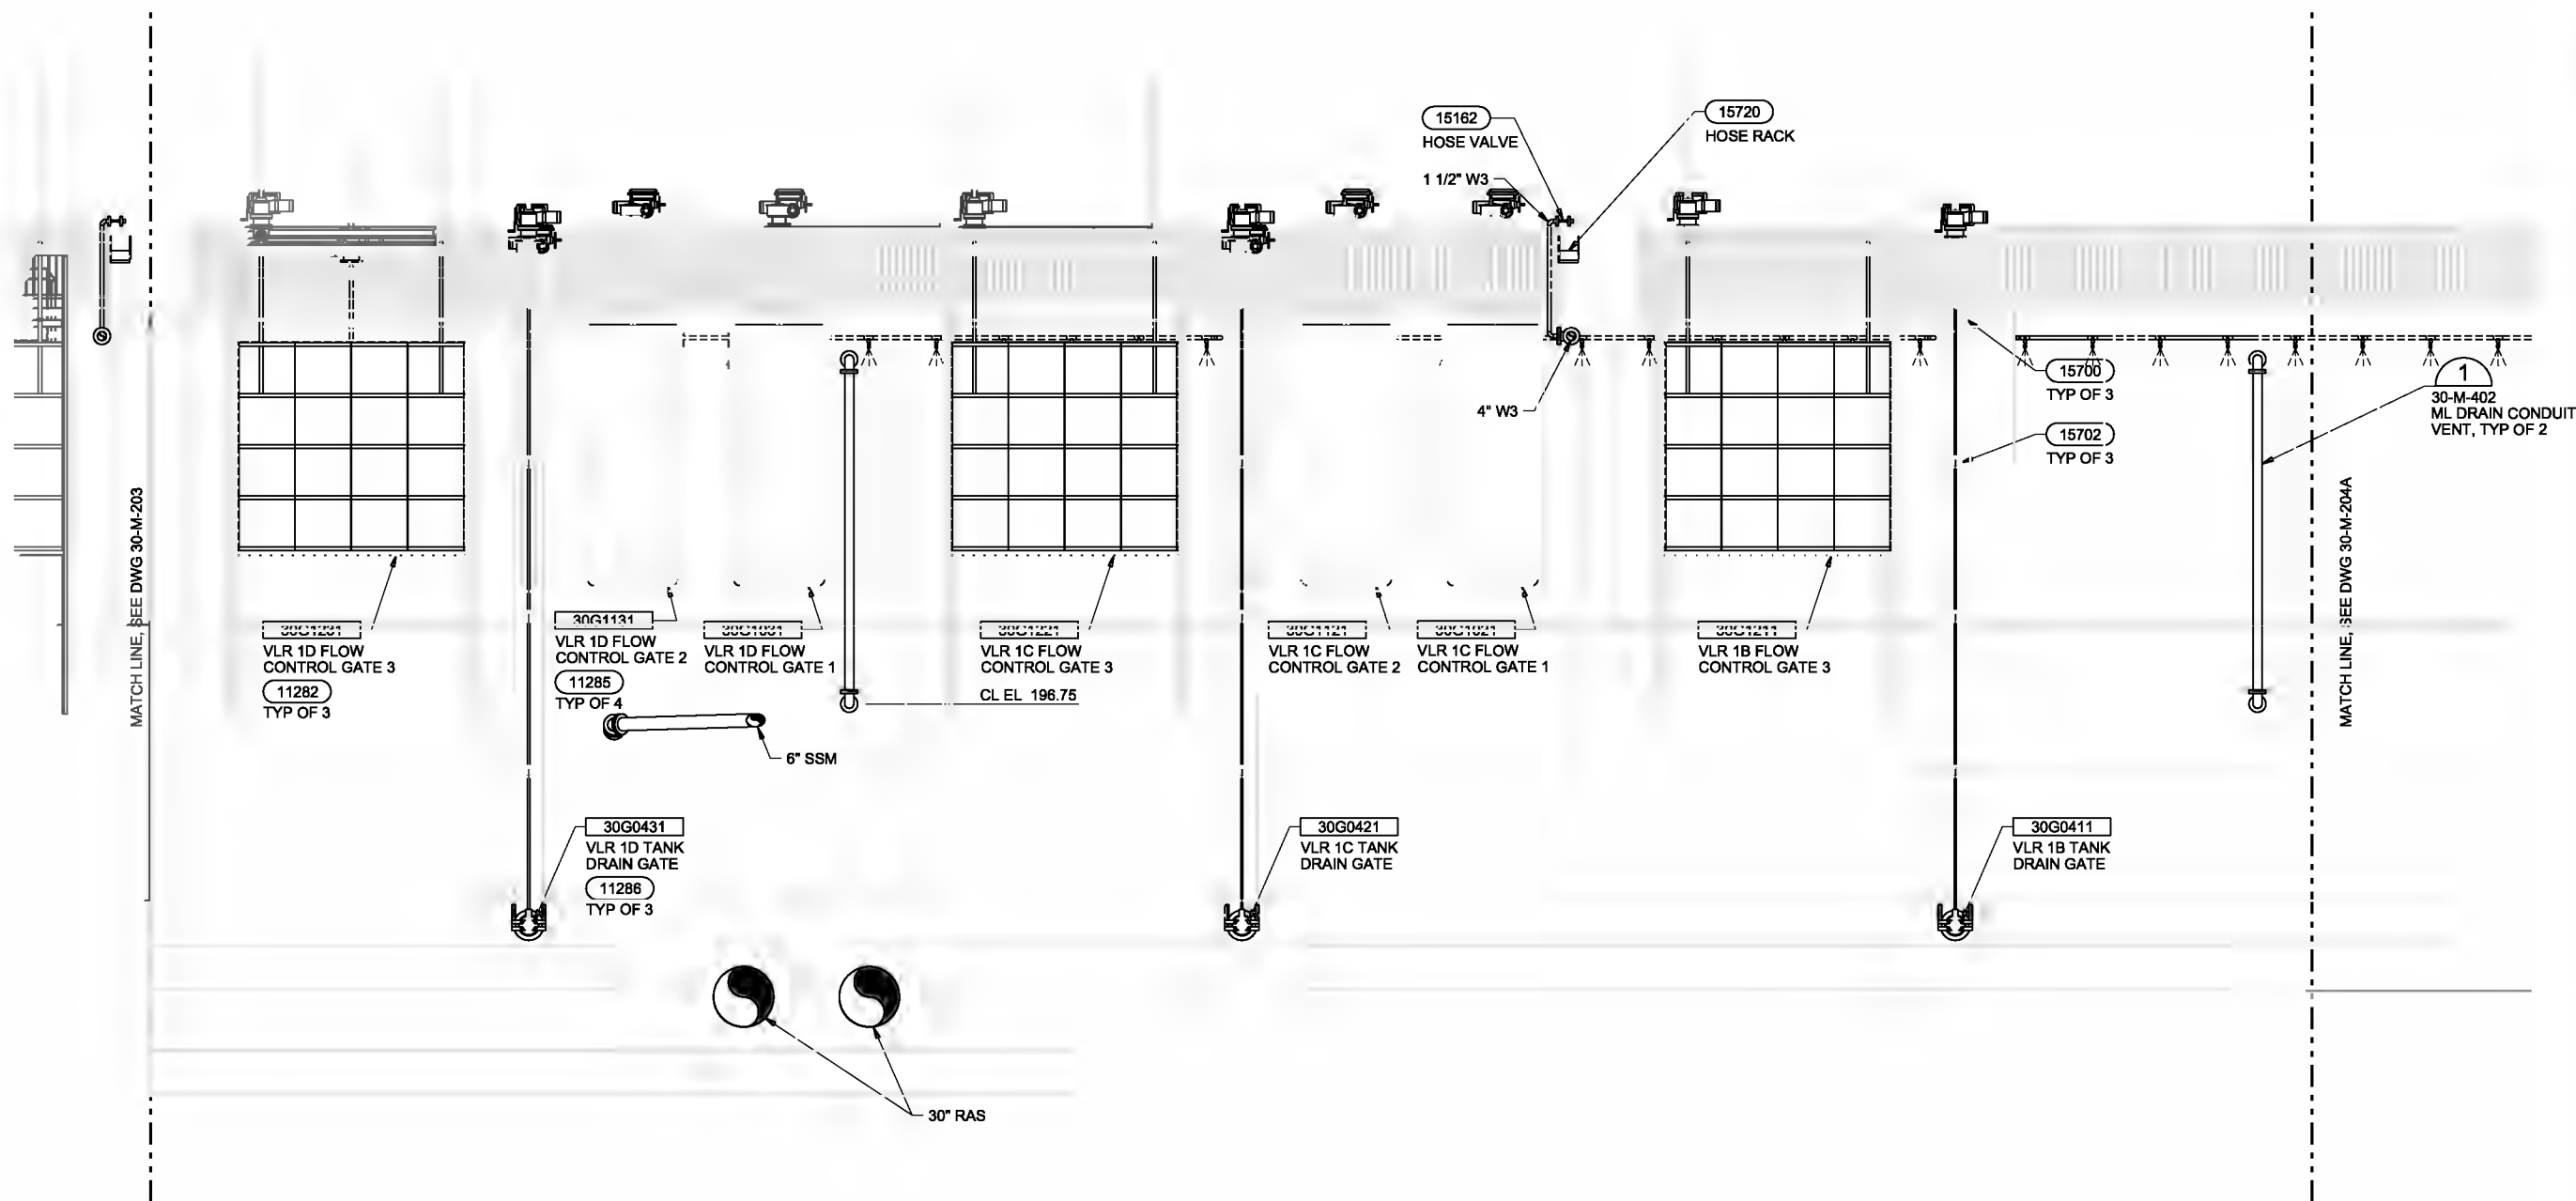 15162
HOSE VALVE
15720
HOSE RACK
1 1/2" W3
4" W3
15700
TYP OF 3
15702
TYP OF 3
1
30-M-402
ML DRAIN CONDUIT
VENT, TYP OF 2
MATCH LINE, SEE DWG 30-M-203
MATCH LINE, SEE DWG 30-M-204A
30G1231
VLR 1D FLOW
CONTROL GATE 3
11282
TYP OF 3
30G1131
VLR 1D FLOW
CONTROL GATE 2
11285
TYP OF 4
30G1031
VLR 1D FLOW
CONTROL GATE 1
30G1221
VLR 1C FLOW
CONTROL GATE 3
CL EL 196.75
30G1121
VLR 1C FLOW
CONTROL GATE 2
30G1021
VLR 1C FLOW
CONTROL GATE 1
30G1211
VLR 1B FLOW
CONTROL GATE 3
6" SSM
30G0431
VLR 1D TANK
DRAIN GATE
11286
TYP OF 3
30G0421
VLR 1C TANK
DRAIN GATE
30G0411
VLR 1B TANK
DRAIN GATE
30" RAS